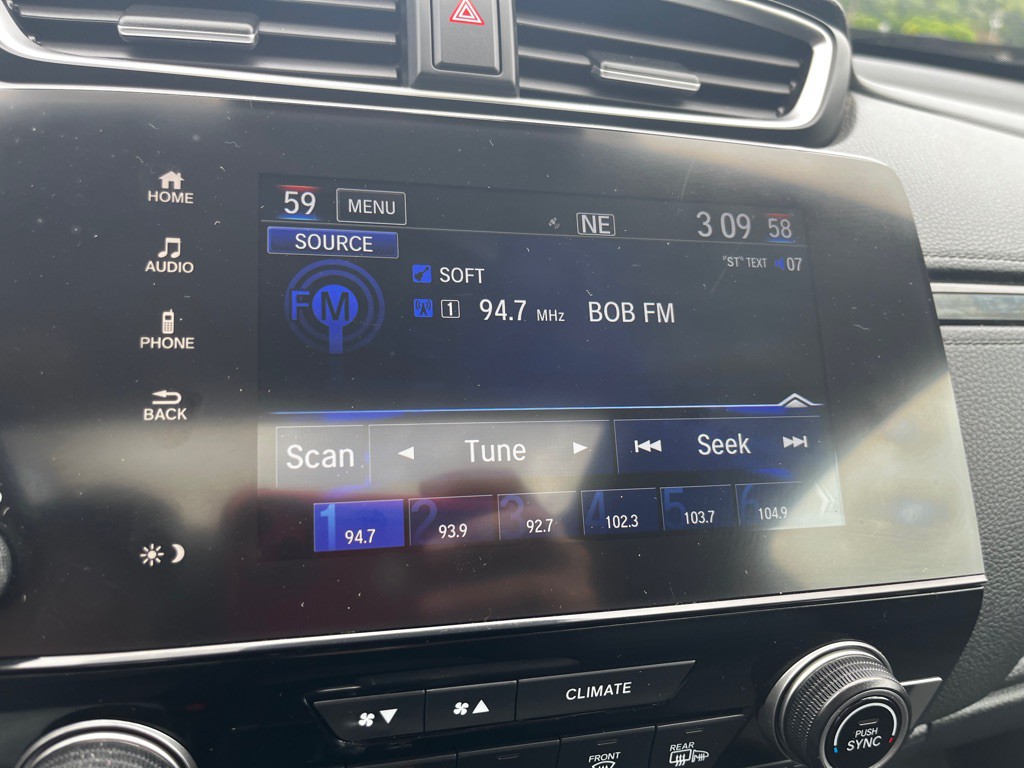 HOME
AUDIO
PHONE
BACK
59 MENU NE 3 09 58
SOURCE
"ST" TEXT 07
FM
SOFT
1 94.7 MHz BOB FM
Scan Tune Seek
1 94.7 2 93.9 3 92.7 4 102.3 5 103.7 6 104.9
CLIMATE
FRONT
REAR
PUSH
SYNC